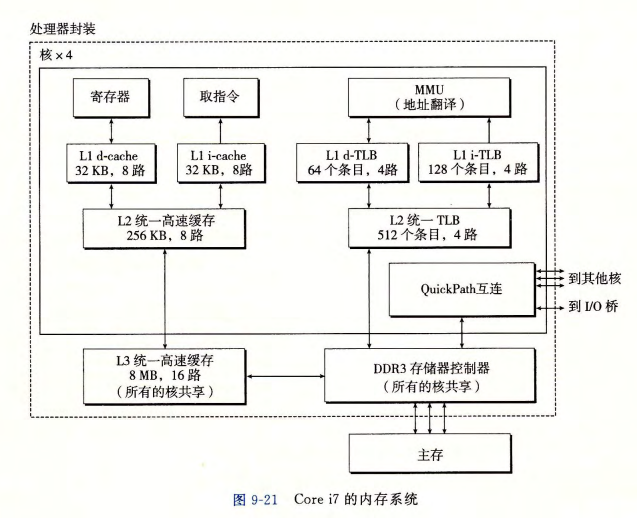 处理器封装
核×4
寄存器
取指令
MMU
（地址翻译）
L1 d-cache
32 KB，8 路
L1 i-cache
32 KB，8路
L1 d-TLB
64 个条目，4路
L1 i-TLB
128 个条目，4 路
L2 统一高速缓存
256 KB，8 路
L2 统一 TLB
512 个条目，4 路
QuickPath互连
到其他核
到 I/O 桥
L3 统一高速缓存
8 MB，16 路
（所有的核共享）
DDR3 存储器控制器
（所有的核共享）
主存
图 9-21 Core i7 的内存系统